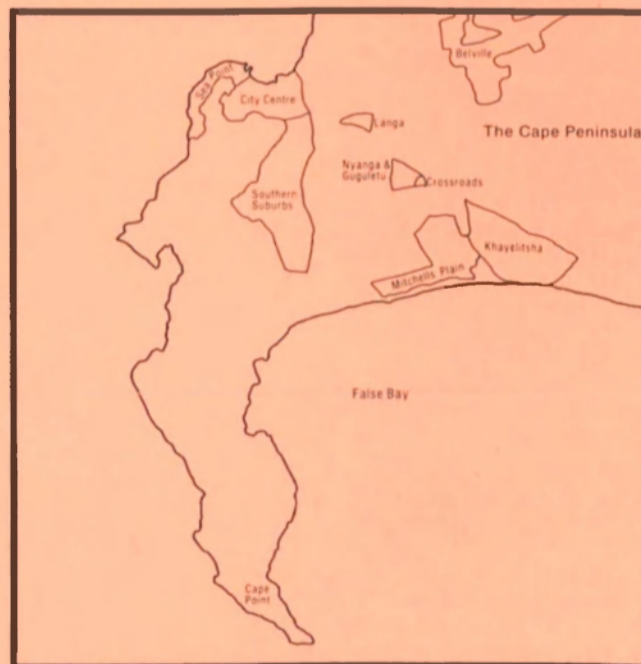 Belville
Sea Point
City Centre
Langa
The Cape Peninsula
Nyanga &
Guguletu
Crossroads
Southern
Suburbs
Khayelitsha
Mitchells Plain
False Bay
Cape
Point